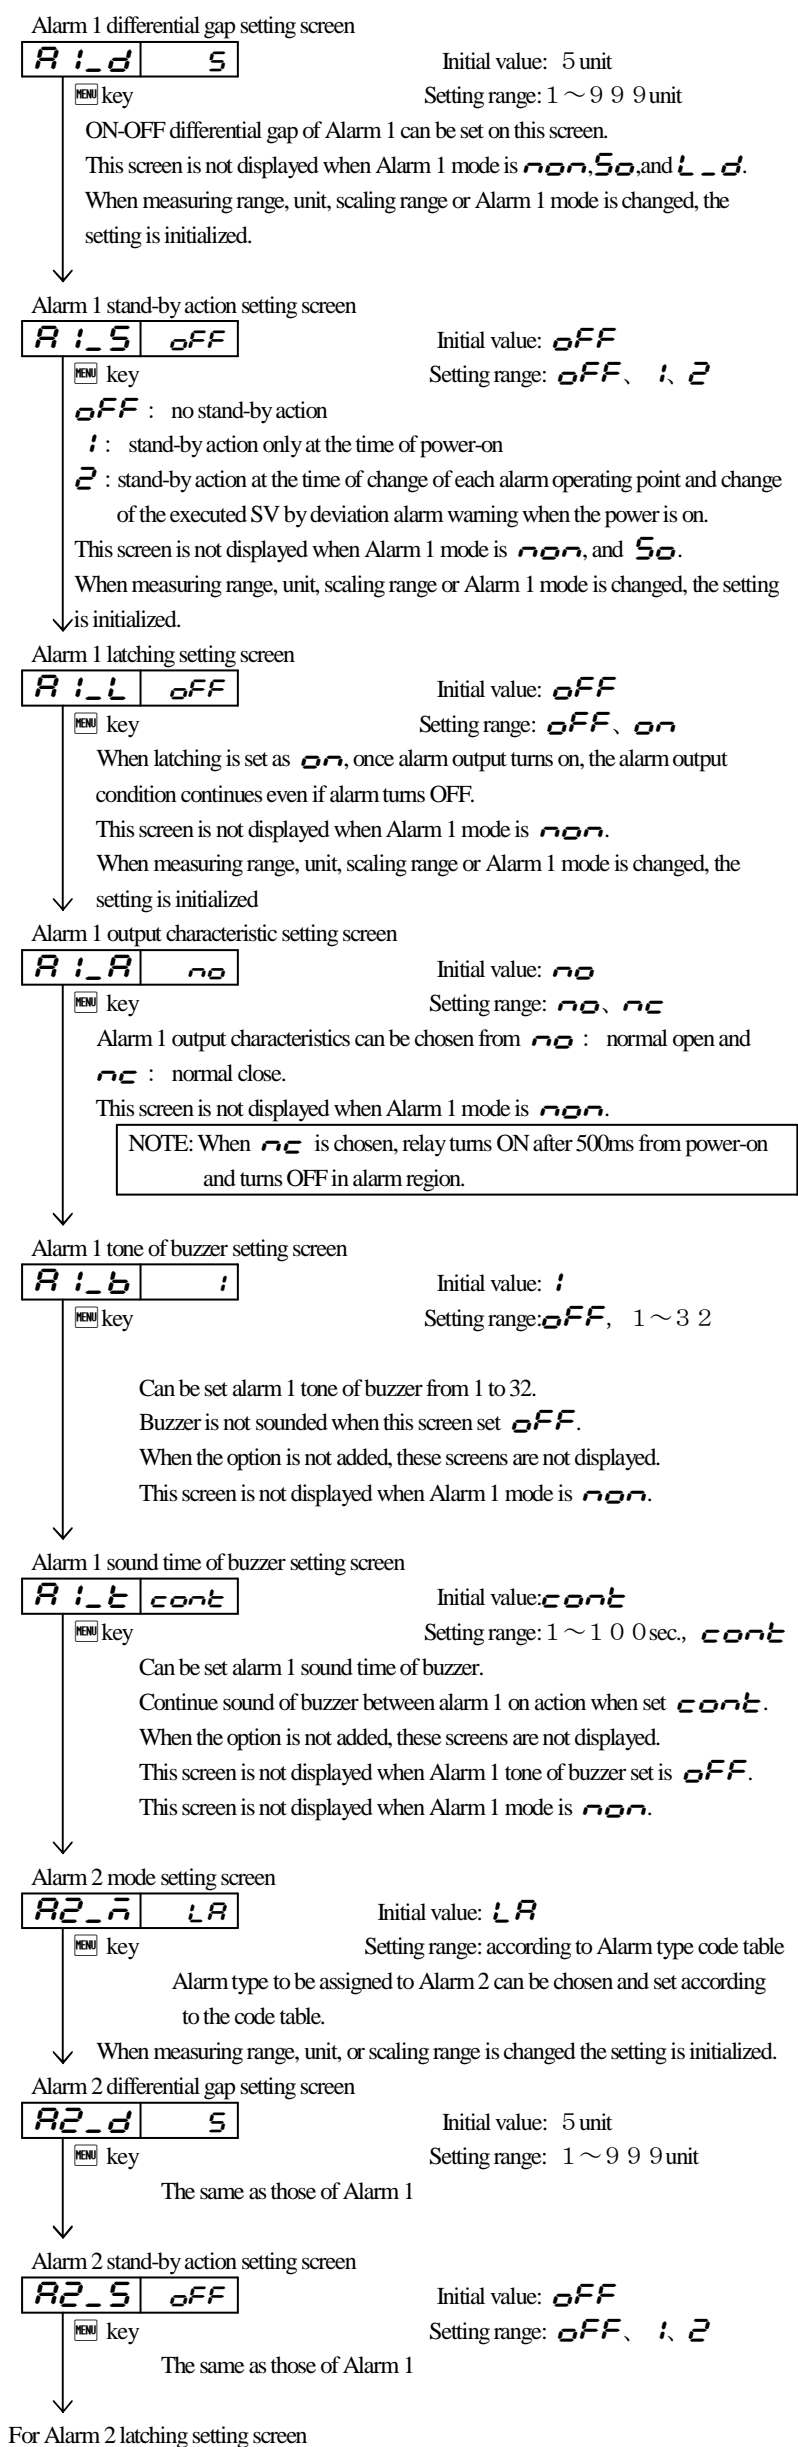 Alarm 1 differential gap setting screen
A1_d 5 Initial value: 5 unit
MENU key Setting range: 1～999 unit
ON-OFF differential gap of Alarm 1 can be set on this screen.
This screen is not displayed when Alarm 1 mode is non, So, and L_d.
When measuring range, unit, scaling range or Alarm 1 mode is changed, the
setting is initialized.
Alarm 1 stand-by action setting screen
A1_S oFF Initial value: oFF
MENU key Setting range: oFF、 1、2
oFF : no stand-by action
1 : stand-by action only at the time of power-on
2 : stand-by action at the time of change of each alarm operating point and change
of the executed SV by deviation alarm warning when the power is on.
This screen is not displayed when Alarm 1 mode is non, and So.
When measuring range, unit, scaling range or Alarm 1 mode is changed, the setting
is initialized.
Alarm 1 latching setting screen
A1_L oFF Initial value: oFF
MENU key Setting range: oFF、on
When latching is set as on, once alarm output turns on, the alarm output
condition continues even if alarm turns OFF.
This screen is not displayed when Alarm 1 mode is non.
When measuring range, unit, scaling range or Alarm 1 mode is changed, the
setting is initialized
Alarm 1 output characteristic setting screen
A1_A no Initial value: no
MENU key Setting range: no、nc
Alarm 1 output characteristics can be chosen from no : normal open and
nc : normal close.
This screen is not displayed when Alarm 1 mode is non.
NOTE: When nc is chosen, relay turns ON after 500ms from power-on
and turns OFF in alarm region.
Alarm 1 tone of buzzer setting screen
A1_b 1 Initial value: 1
MENU key Setting range:oFF, 1～32
Can be set alarm 1 tone of buzzer from 1 to 32.
Buzzer is not sounded when this screen set oFF.
When the option is not added, these screens are not displayed.
This screen is not displayed when Alarm 1 mode is non.
Alarm 1 sound time of buzzer setting screen
A1_t cont Initial value:cont
MENU key Setting range: 1～100 sec., cont
Can be set alarm 1 sound time of buzzer.
Continue sound of buzzer between alarm 1 on action when set cont.
When the option is not added, these screens are not displayed.
This screen is not displayed when Alarm 1 tone of buzzer set is oFF.
This screen is not displayed when Alarm 1 mode is non.
Alarm 2 mode setting screen
A2_m LA Initial value: LA
MENU key Setting range: according to Alarm type code table
Alarm type to be assigned to Alarm 2 can be chosen and set according
to the code table.
When measuring range, unit, or scaling range is changed the setting is initialized.
Alarm 2 differential gap setting screen
A2_d 5 Initial value: 5 unit
MENU key Setting range: 1～999 unit
The same as those of Alarm 1
Alarm 2 stand-by action setting screen
A2_S oFF Initial value: oFF
MENU key Setting range: oFF、 1、2
The same as those of Alarm 1
For Alarm 2 latching setting screen